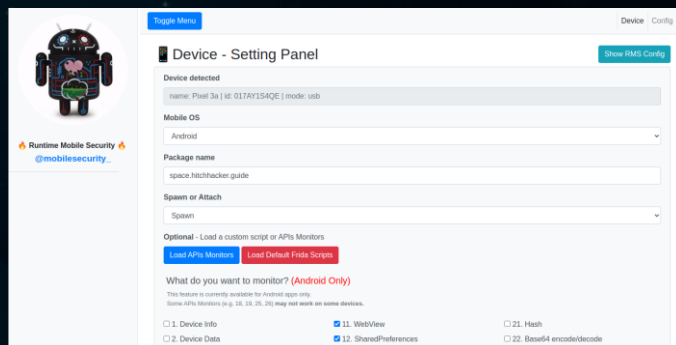 Toggle Menu
Device Config
Device - Setting Panel
Show RMS Config
Device detected
name: Pixel 3a | id: 017AY1S4QE | mode: usb
Mobile OS
Android
Package name
space.hitchhacker.guide
Spawn or Attach
Spawn
Optional - Load a custom script or APIs Monitors
Load APIs Monitors Load Default Frida Scripts
What do you want to monitor? (Android Only)
This feature is currently available for Android apps only.
Some APIs Monitors (e.g. 18, 19, 25, 26) may not work on some devices.
1. Device Info 11. WebView 21. Hash
2. Device Data 12. SharedPreferences 22. Base64 encode/decode
Runtime Mobile Security
@mobilesecurity_